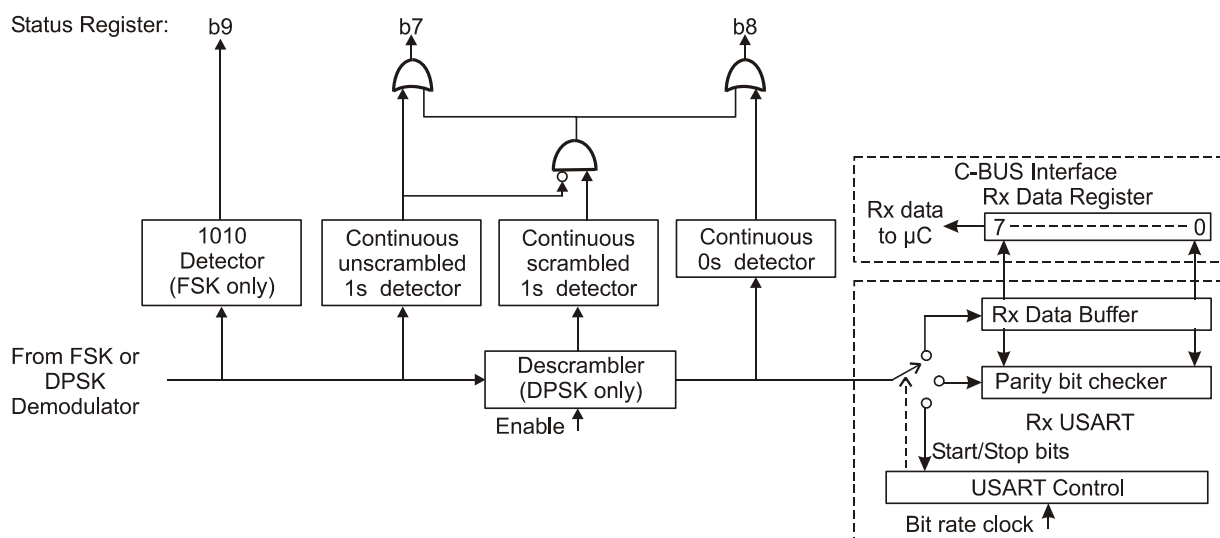 Status Register:
b9
b7
b8
C-BUS Interface
Rx Data Register
Rx data
to µC
7
0
1010
Detector
(FSK only)
Continuous
unscrambled
1s detector
Continuous
scrambled
1s detector
Continuous
0s detector
Rx Data Buffer
From FSK or
DPSK
Demodulator
Descrambler
(DPSK only)
Enable
Parity bit checker
Rx USART
Start/Stop bits
USART Control
Bit rate clock